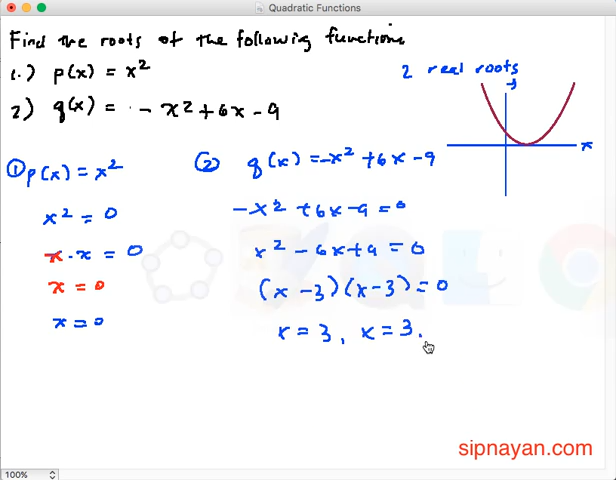 Quadratic Functions
Find the roots of the following functions
1.) p(x) = x²
2) q(x) = - x² + 6x - 9
2 real roots
y
x
① p(x) = x²
x² = 0
x · x = 0
x = 0
x = 0
② q(x) = -x² + 6x - 9
-x² + 6x - 9 = 0
x² - 6x + 9 = 0
(x - 3)(x - 3) = 0
x = 3, x = 3.
sipnayan.com
100%